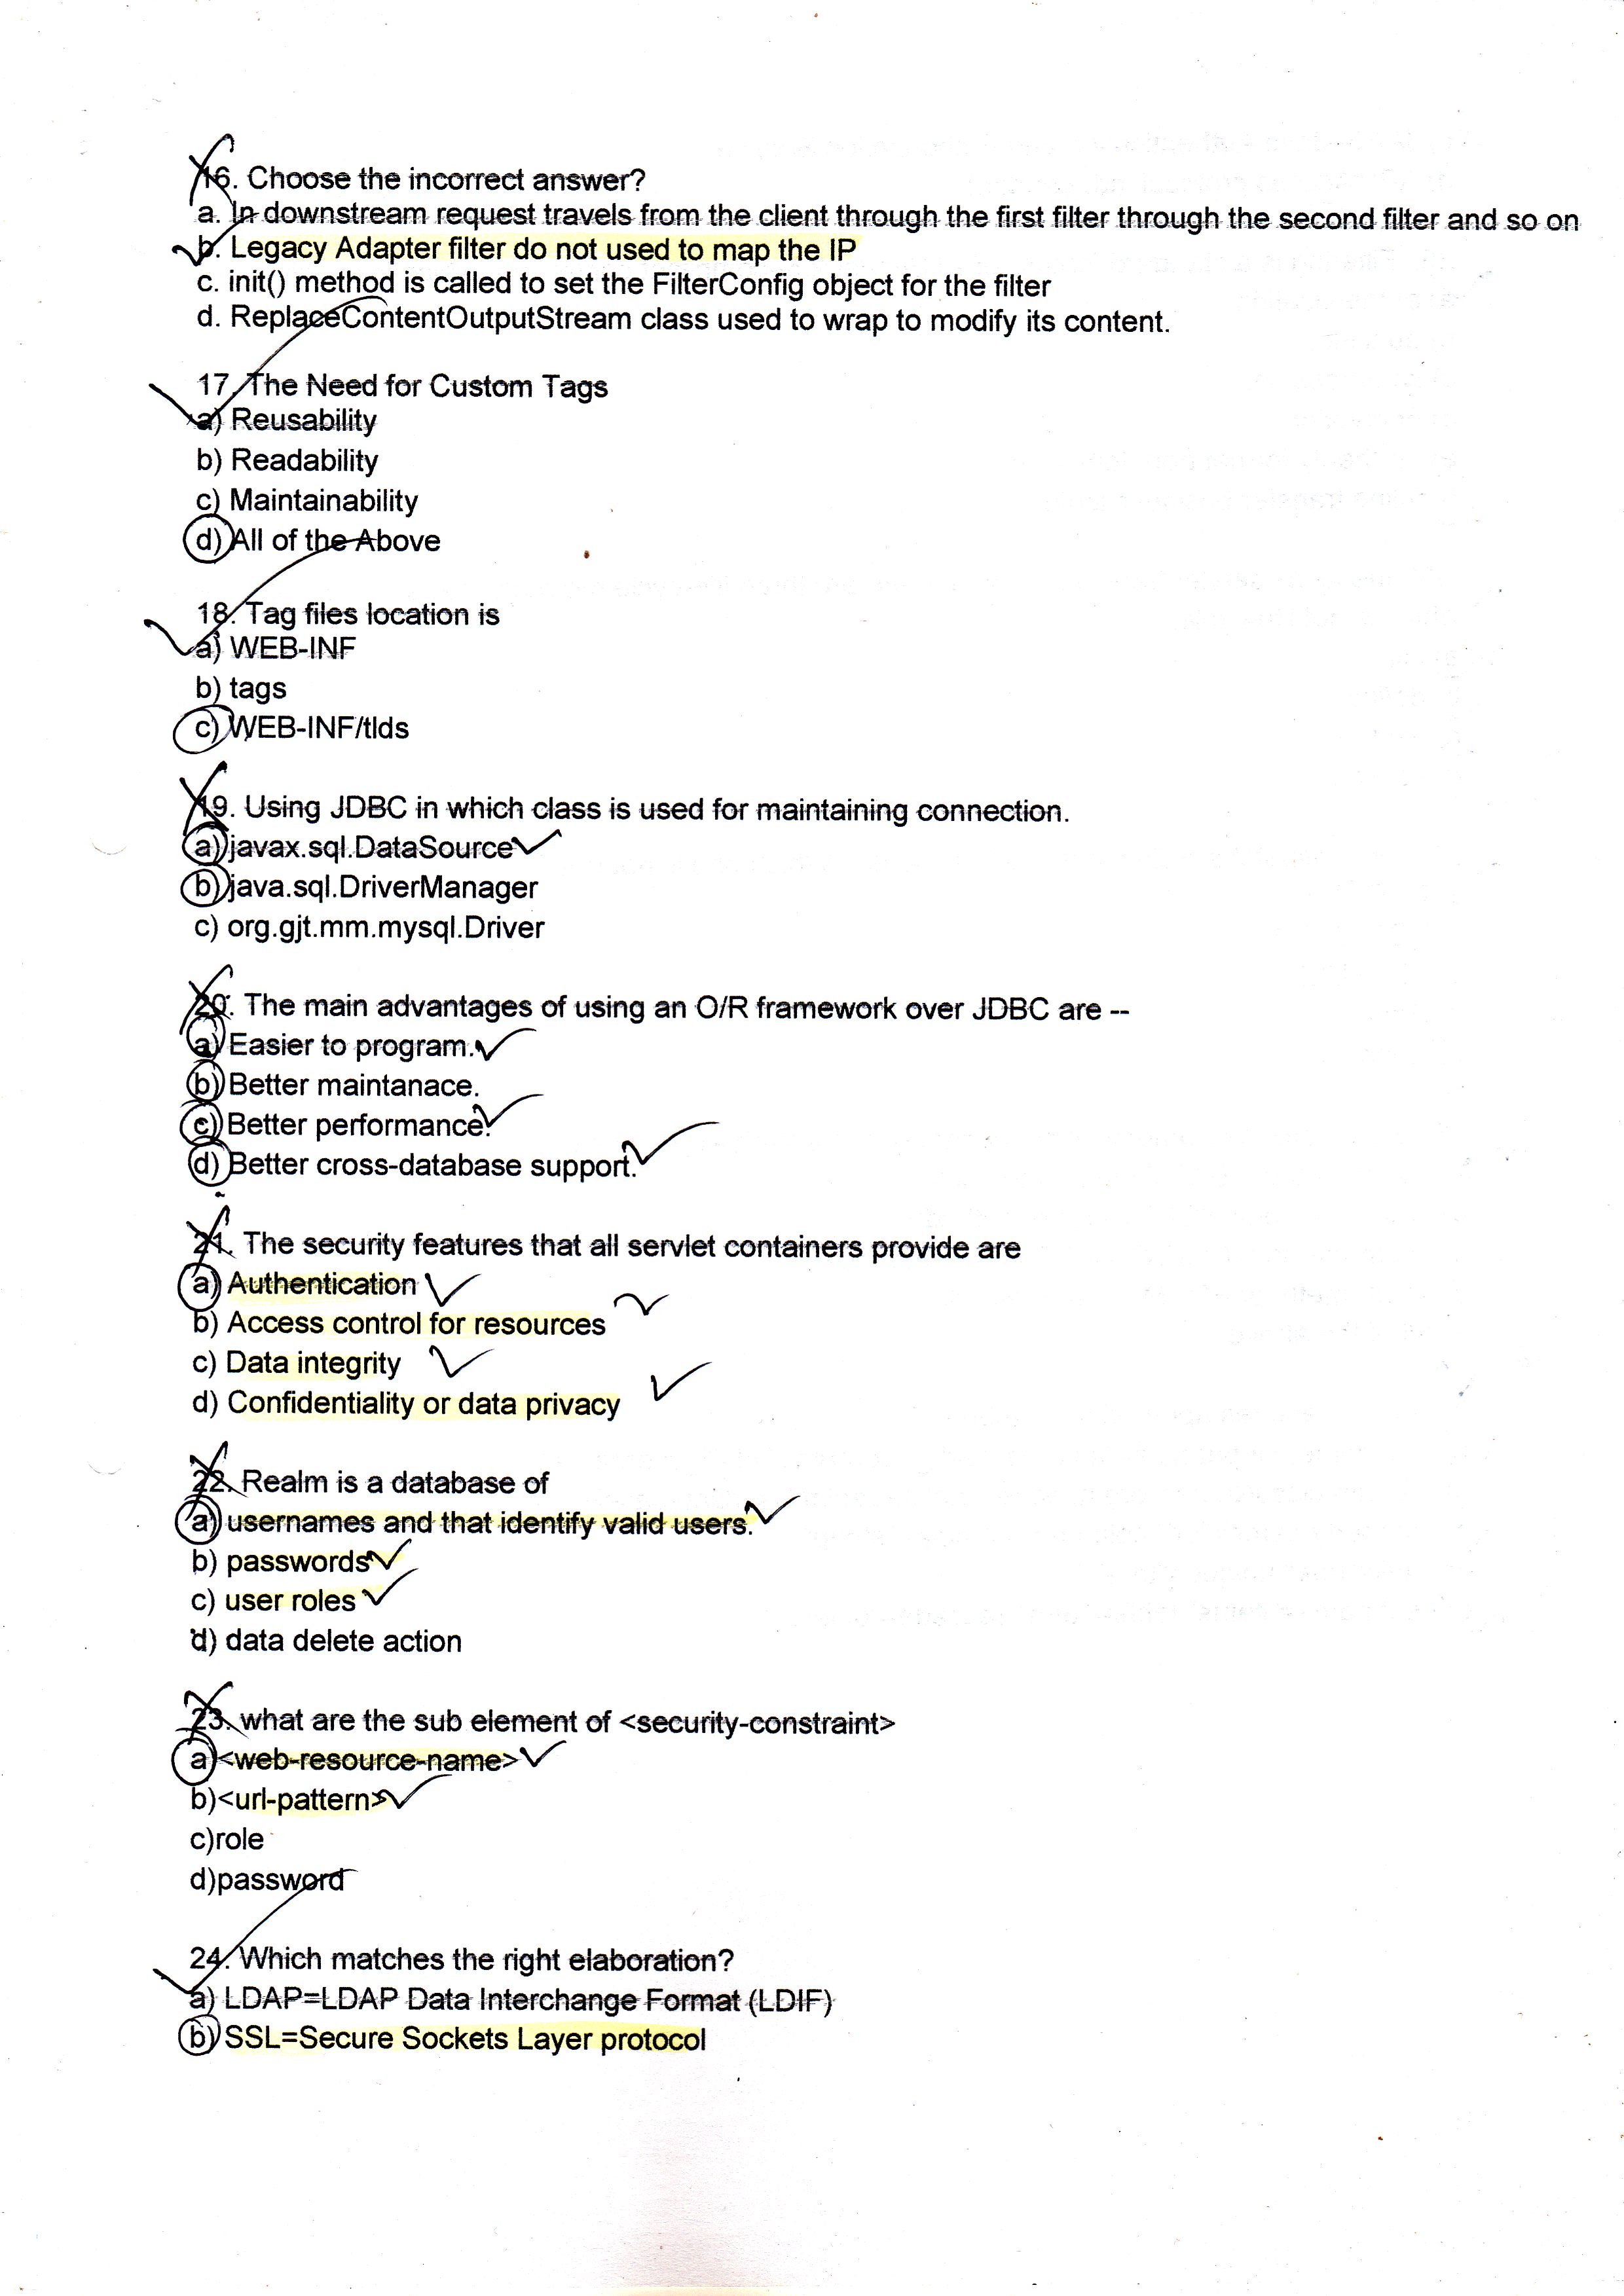 16. Choose the incorrect answer?
a. In downstream request travels from the client through the first filter through the second filter and so on
b. Legacy Adapter filter do not used to map the IP
c. init() method is called to set the FilterConfig object for the filter
d. ReplaceContentOutputStream class used to wrap to modify its content.
17. The Need for Custom Tags
a) Reusability
b) Readability
c) Maintainability
d) All of the Above
18. Tag files location is
a) WEB-INF
b) tags
c) WEB-INF/tlds
19. Using JDBC in which class is used for maintaining connection.
a) javax.sql.DataSource
b) java.sql.DriverManager
c) org.gjt.mm.mysql.Driver
20. The main advantages of using an O/R framework over JDBC are --
a) Easier to program.
b) Better maintanace.
c) Better performance.
d) Better cross-database support.
21. The security features that all servlet containers provide are
a) Authentication
b) Access control for resources
c) Data integrity
d) Confidentiality or data privacy
22. Realm is a database of
a) usernames and that identify valid users.
b) passwords
c) user roles
d) data delete action
23. what are the sub element of <security-constraint>
a)<web-resource-name>
b)<url-pattern>
c)role
d)password
24. Which matches the right elaboration?
a) LDAP=LDAP Data Interchange Format (LDIF)
b) SSL=Secure Sockets Layer protocol